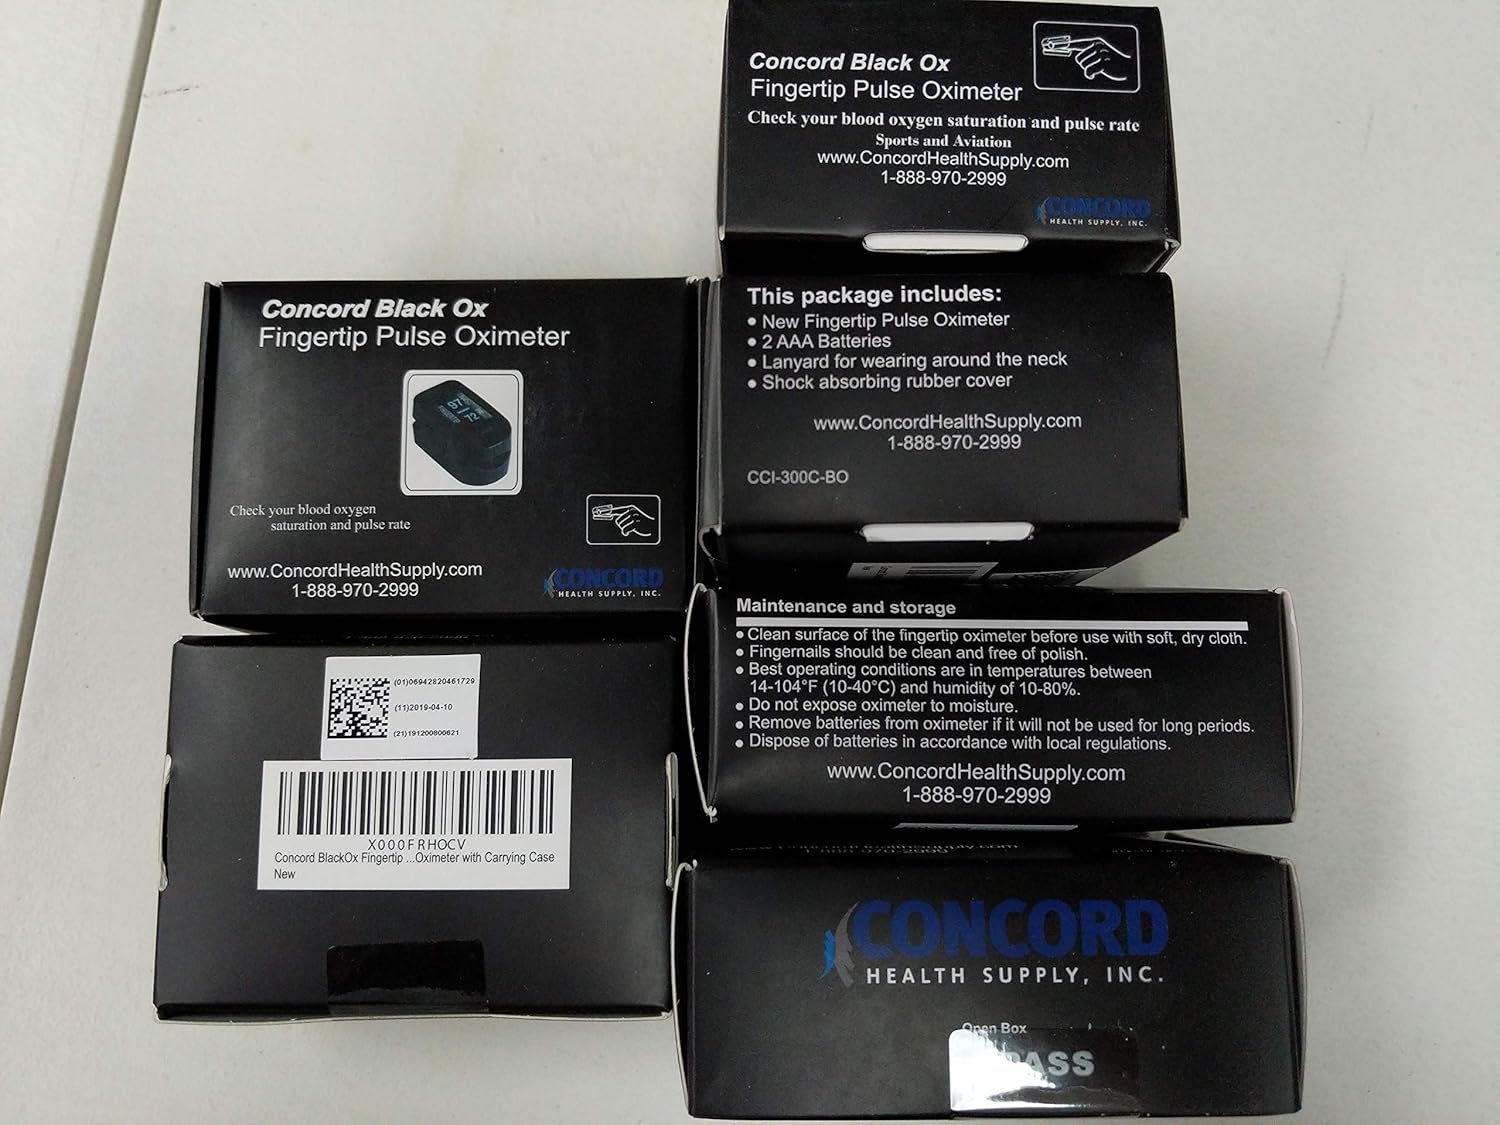 Concord Black Ox
Fingertip Pulse Oximeter
Check your blood oxygen saturation and pulse rate
Sports and Aviation
www.ConcordHealthSupply.com
1-888-970-2999
CONCORD
HEALTH SUPPLY, INC.
Concord Black Ox
Fingertip Pulse Oximeter
97
72
Check your blood oxygen
saturation and pulse rate
www.ConcordHealthSupply.com
1-888-970-2999
CONCORD
HEALTH SUPPLY, INC.
This package includes:
• New Fingertip Pulse Oximeter
• 2 AAA Batteries
• Lanyard for wearing around the neck
• Shock absorbing rubber cover
www.ConcordHealthSupply.com
1-888-970-2999
CCI-300C-BO
(01)06942820461729
(11)2019-04-10
(21)191200800621
X000FRHOCV
Concord BlackOx Fingertip ...Oximeter with Carrying Case
New
Maintenance and storage
• Clean surface of the fingertip oximeter before use with soft, dry cloth.
• Fingernails should be clean and free of polish.
• Best operating conditions are in temperatures between
14-104°F (10-40°C) and humidity of 10-80%.
• Do not expose oximeter to moisture.
• Remove batteries from oximeter if it will not be used for long periods.
• Dispose of batteries in accordance with local regulations.
www.ConcordHealthSupply.com
1-888-970-2999
CONCORD
HEALTH SUPPLY, INC.
Open Box
PASS